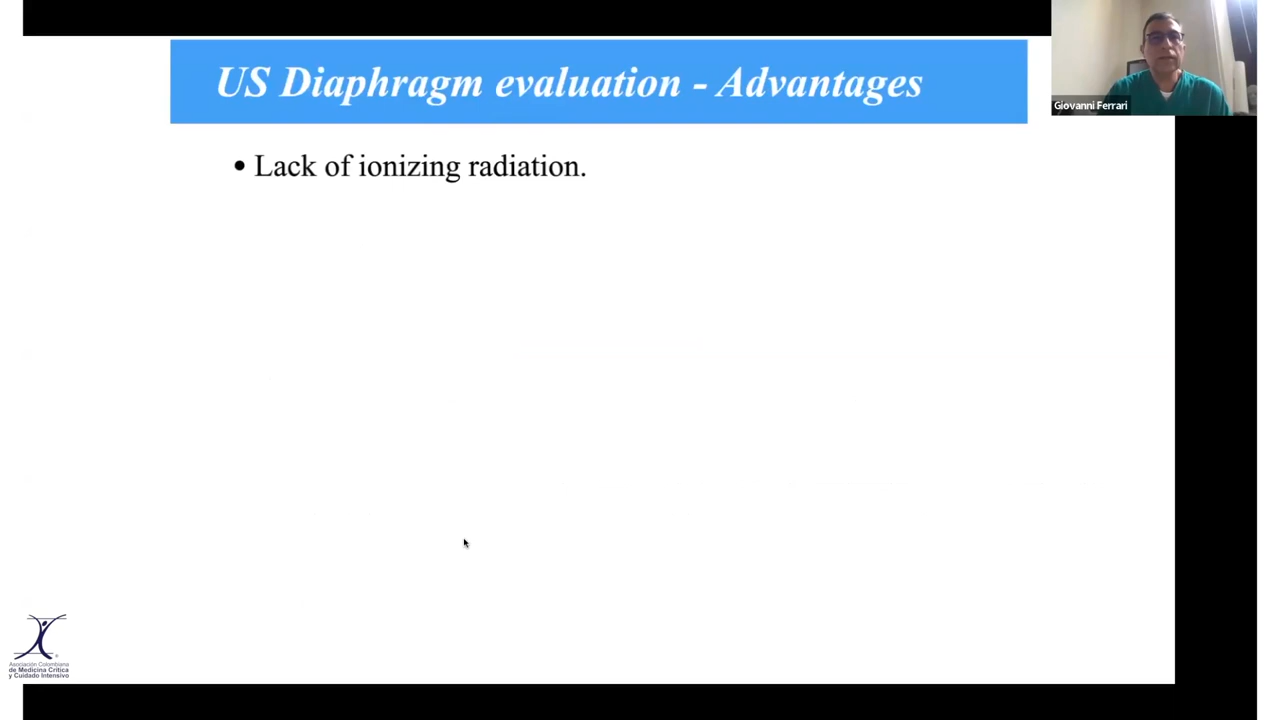 US Diaphragm evaluation - Advantages
Giovanni Ferrari
• Lack of ionizing radiation.
Asociación Colombiana
de Medicina Crítica
y Cuidado Intensivo